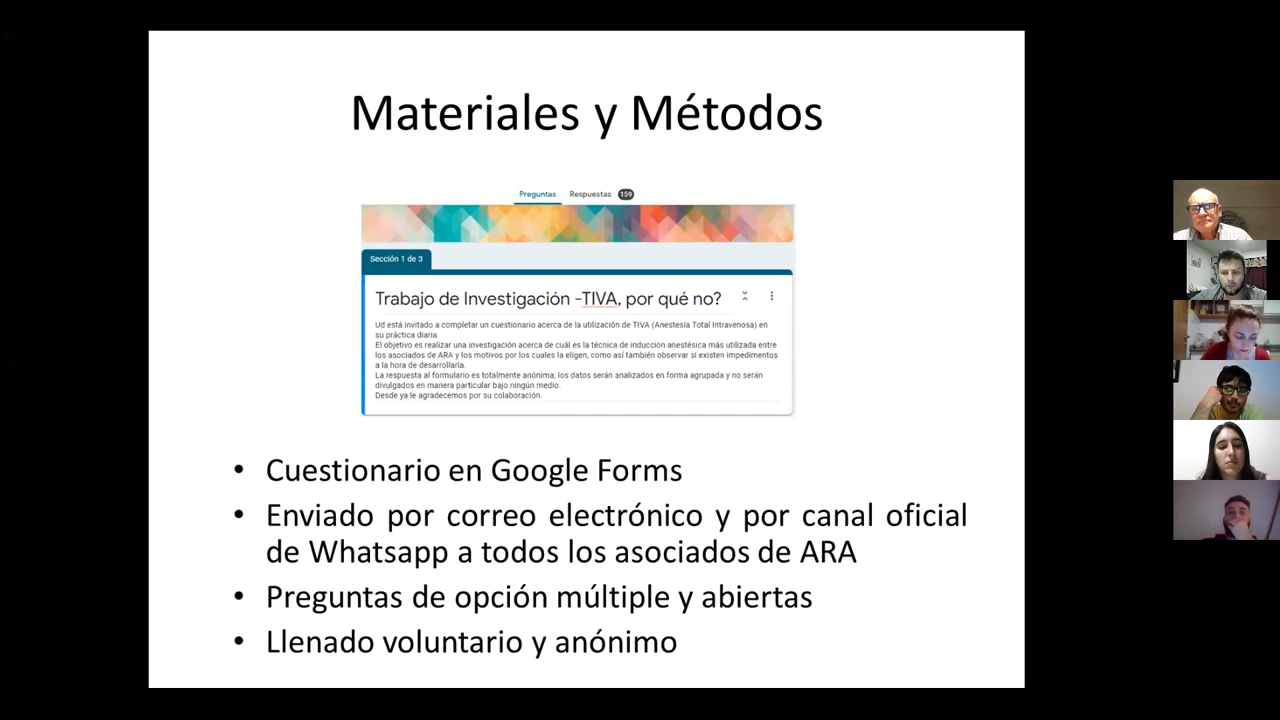 Materiales y Métodos
Preguntas Respuestas 159
Sección 1 de 3
Trabajo de Investigación -TIVA, por qué no?
Ud está invitado a completar un cuestionario acerca de la utilización de TIVA (Anestesia Total Intravenosa) en
su práctica diaria.
El objetivo es realizar una investigación acerca de cuál es la técnica de inducción anestésica más utilizada entre
los asociados de ARA y los motivos por los cuales la eligen, como así también observar si existen impedimentos
a la hora de desarrollarla.
La respuesta al formulario es totalmente anónima; los datos serán analizados en forma agrupada y no serán
divulgados en manera particular bajo ningún medio.
Desde ya le agradecemos por su colaboración.
• Cuestionario en Google Forms
• Enviado por correo electrónico y por canal oficial
de Whatsapp a todos los asociados de ARA
• Preguntas de opción múltiple y abiertas
• Llenado voluntario y anónimo